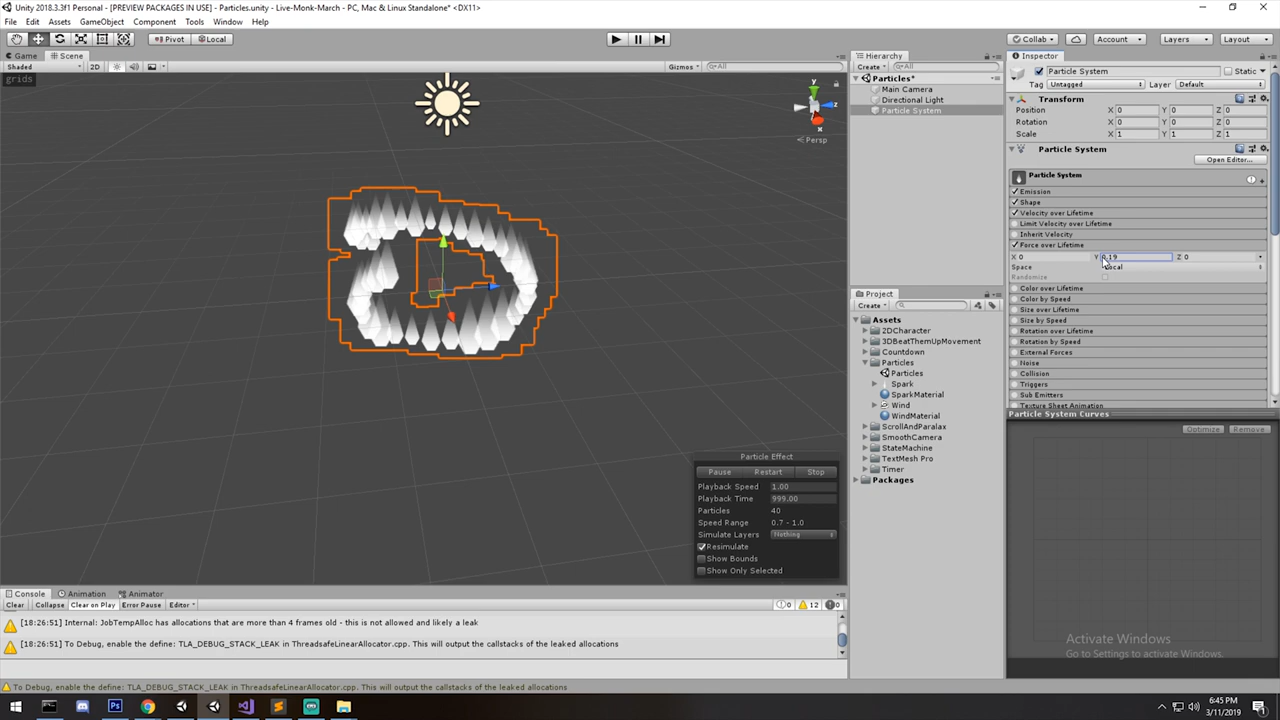 Unity 2018.3.3f1 Personal - [PREVIEW PACKAGES IN USE] - Particles.unity - Live-Monk-March - PC, Mac & Linux Standalone* <DX11>
File Edit Assets GameObject Component Tools Window Help
Pivot Local Collab Account Layers Layout
Game Scene
Shaded 2D Gizmos All
grids
y
z
x
Persp
Particle Effect
Pause Restart Stop
Playback Speed 1.00
Playback Time 999.00
Particles 40
Speed Range 0.7 - 1.0
Simulate Layers Nothing
Resimulate
Show Bounds
Show Only Selected
Hierarchy
Create All
Particles*
Main Camera
Directional Light
Particle System
Project
Create
Assets
2DCharacter
3DBeatThemUpMovement
Countdown
Particles
Particles
Spark
SparkMaterial
Wind
WindMaterial
ScrollAndParalax
SmoothCamera
StateMachine
TextMesh Pro
Timer
Packages
Inspector
Particle System Static
Tag Untagged Layer Default
Transform
Position X 0 Y 0 Z 0
Rotation X 0 Y 0 Z 0
Scale X 1 Y 1 Z 1
Particle System
Open Editor...
Particle System
Emission
Shape
Velocity over Lifetime
Limit Velocity over Lifetime
Inherit Velocity
Force over Lifetime
X 0 Y Z 0
Space Local
Randomize
Color over Lifetime
Color by Speed
Size over Lifetime
Size by Speed
Rotation over Lifetime
Rotation by Speed
External Forces
Noise
Collision
Triggers
Sub Emitters
Texture Sheet Animation
Particle System Curves
Optimize Remove
Console Animation Animator
Clear Collapse Clear on Play Error Pause Editor 0 12 0
[18:26:51] Internal: JobTempAlloc has allocations that are more than 4 frames old - this is not allowed and likely a leak
[18:26:51] To Debug, enable the define: TLA_DEBUG_STACK_LEAK in ThreadsafeLinearAllocator.cpp. This will output the callstacks of the leaked allocations
To Debug, enable the define: TLA_DEBUG_STACK_LEAK in ThreadsafeLinearAllocator.cpp. This will output the callstacks of the leaked allocations
Activate Windows
Go to Settings to activate Windows.
6:45 PM
3/11/2019